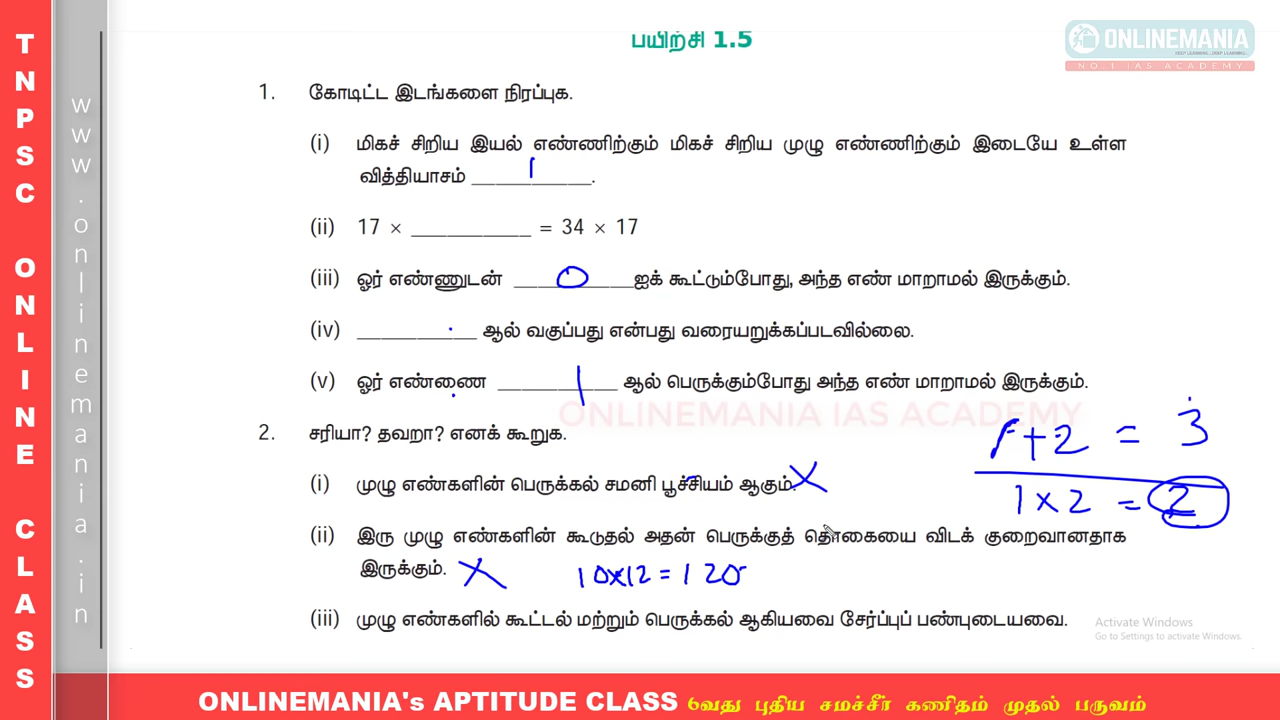 TNPSC ONLINE CLASS
www.onlinemania.in
ONLINEMANIA
KEEP LEARNING...DEEP LEARNING...
NO.1 IAS ACADEMY
பயிற்சி 1.5
1. கோடிட்ட இடங்களை நிரப்புக.
(i) மிகச் சிறிய இயல் எண்ணிற்கும் மிகச் சிறிய முழு எண்ணிற்கும் இடையே உள்ள
வித்தியாசம் ____1____.
(ii) 17 × __________ = 34 × 17
(iii) ஓர் எண்ணுடன் ____0____ஐக் கூட்டும்போது, அந்த எண் மாறாமல் இருக்கும்.
(iv) __________ ஆல் வகுப்பது என்பது வரையறுக்கப்படவில்லை.
(v) ஓர் எண்ணை ____1____ ஆல் பெருக்கும்போது அந்த எண் மாறாமல் இருக்கும்.
ONLINEMANIA IAS ACADEMY
2. சரியா? தவறா? எனக் கூறுக.
1+2 = 3
(i) முழு எண்களின் பெருக்கல் சமனி பூச்சியம் ஆகும். X
1×2 = 2
(ii) இரு முழு எண்களின் கூடுதல் அதன் பெருக்குத் தொகையை விடக் குறைவானதாக
இருக்கும். X 10×12=120
(iii) முழு எண்களில் கூட்டல் மற்றும் பெருக்கல் ஆகியவை சேர்ப்புப் பண்புடையவை.
Activate Windows
Go to Settings to activate Windows.
ONLINEMANIA's APTITUDE CLASS 6வது புதிய சமச்சீர் கணிதம் முதல் பருவம்